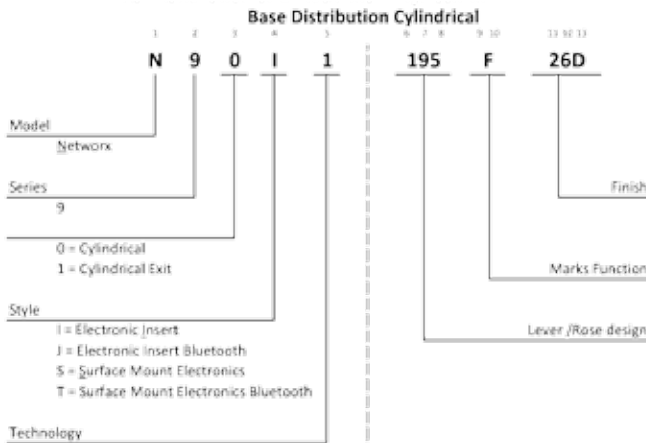 Base Distribution Cylindrical
1 2 3 4 5 6 7 8 9 10 11 12 13
N 9 0 I 1 195 F 26D
Model
Networx
Series
9
Finish
0 = Cylindrical
1 = Cylindrical Exit
Marks Function
Style
I = Electronic Insert
Lever /Rose design
J = Electronic Insert Bluetooth
S = Surface Mount Electronics
T = Surface Mount Electronics Bluetooth
Technology